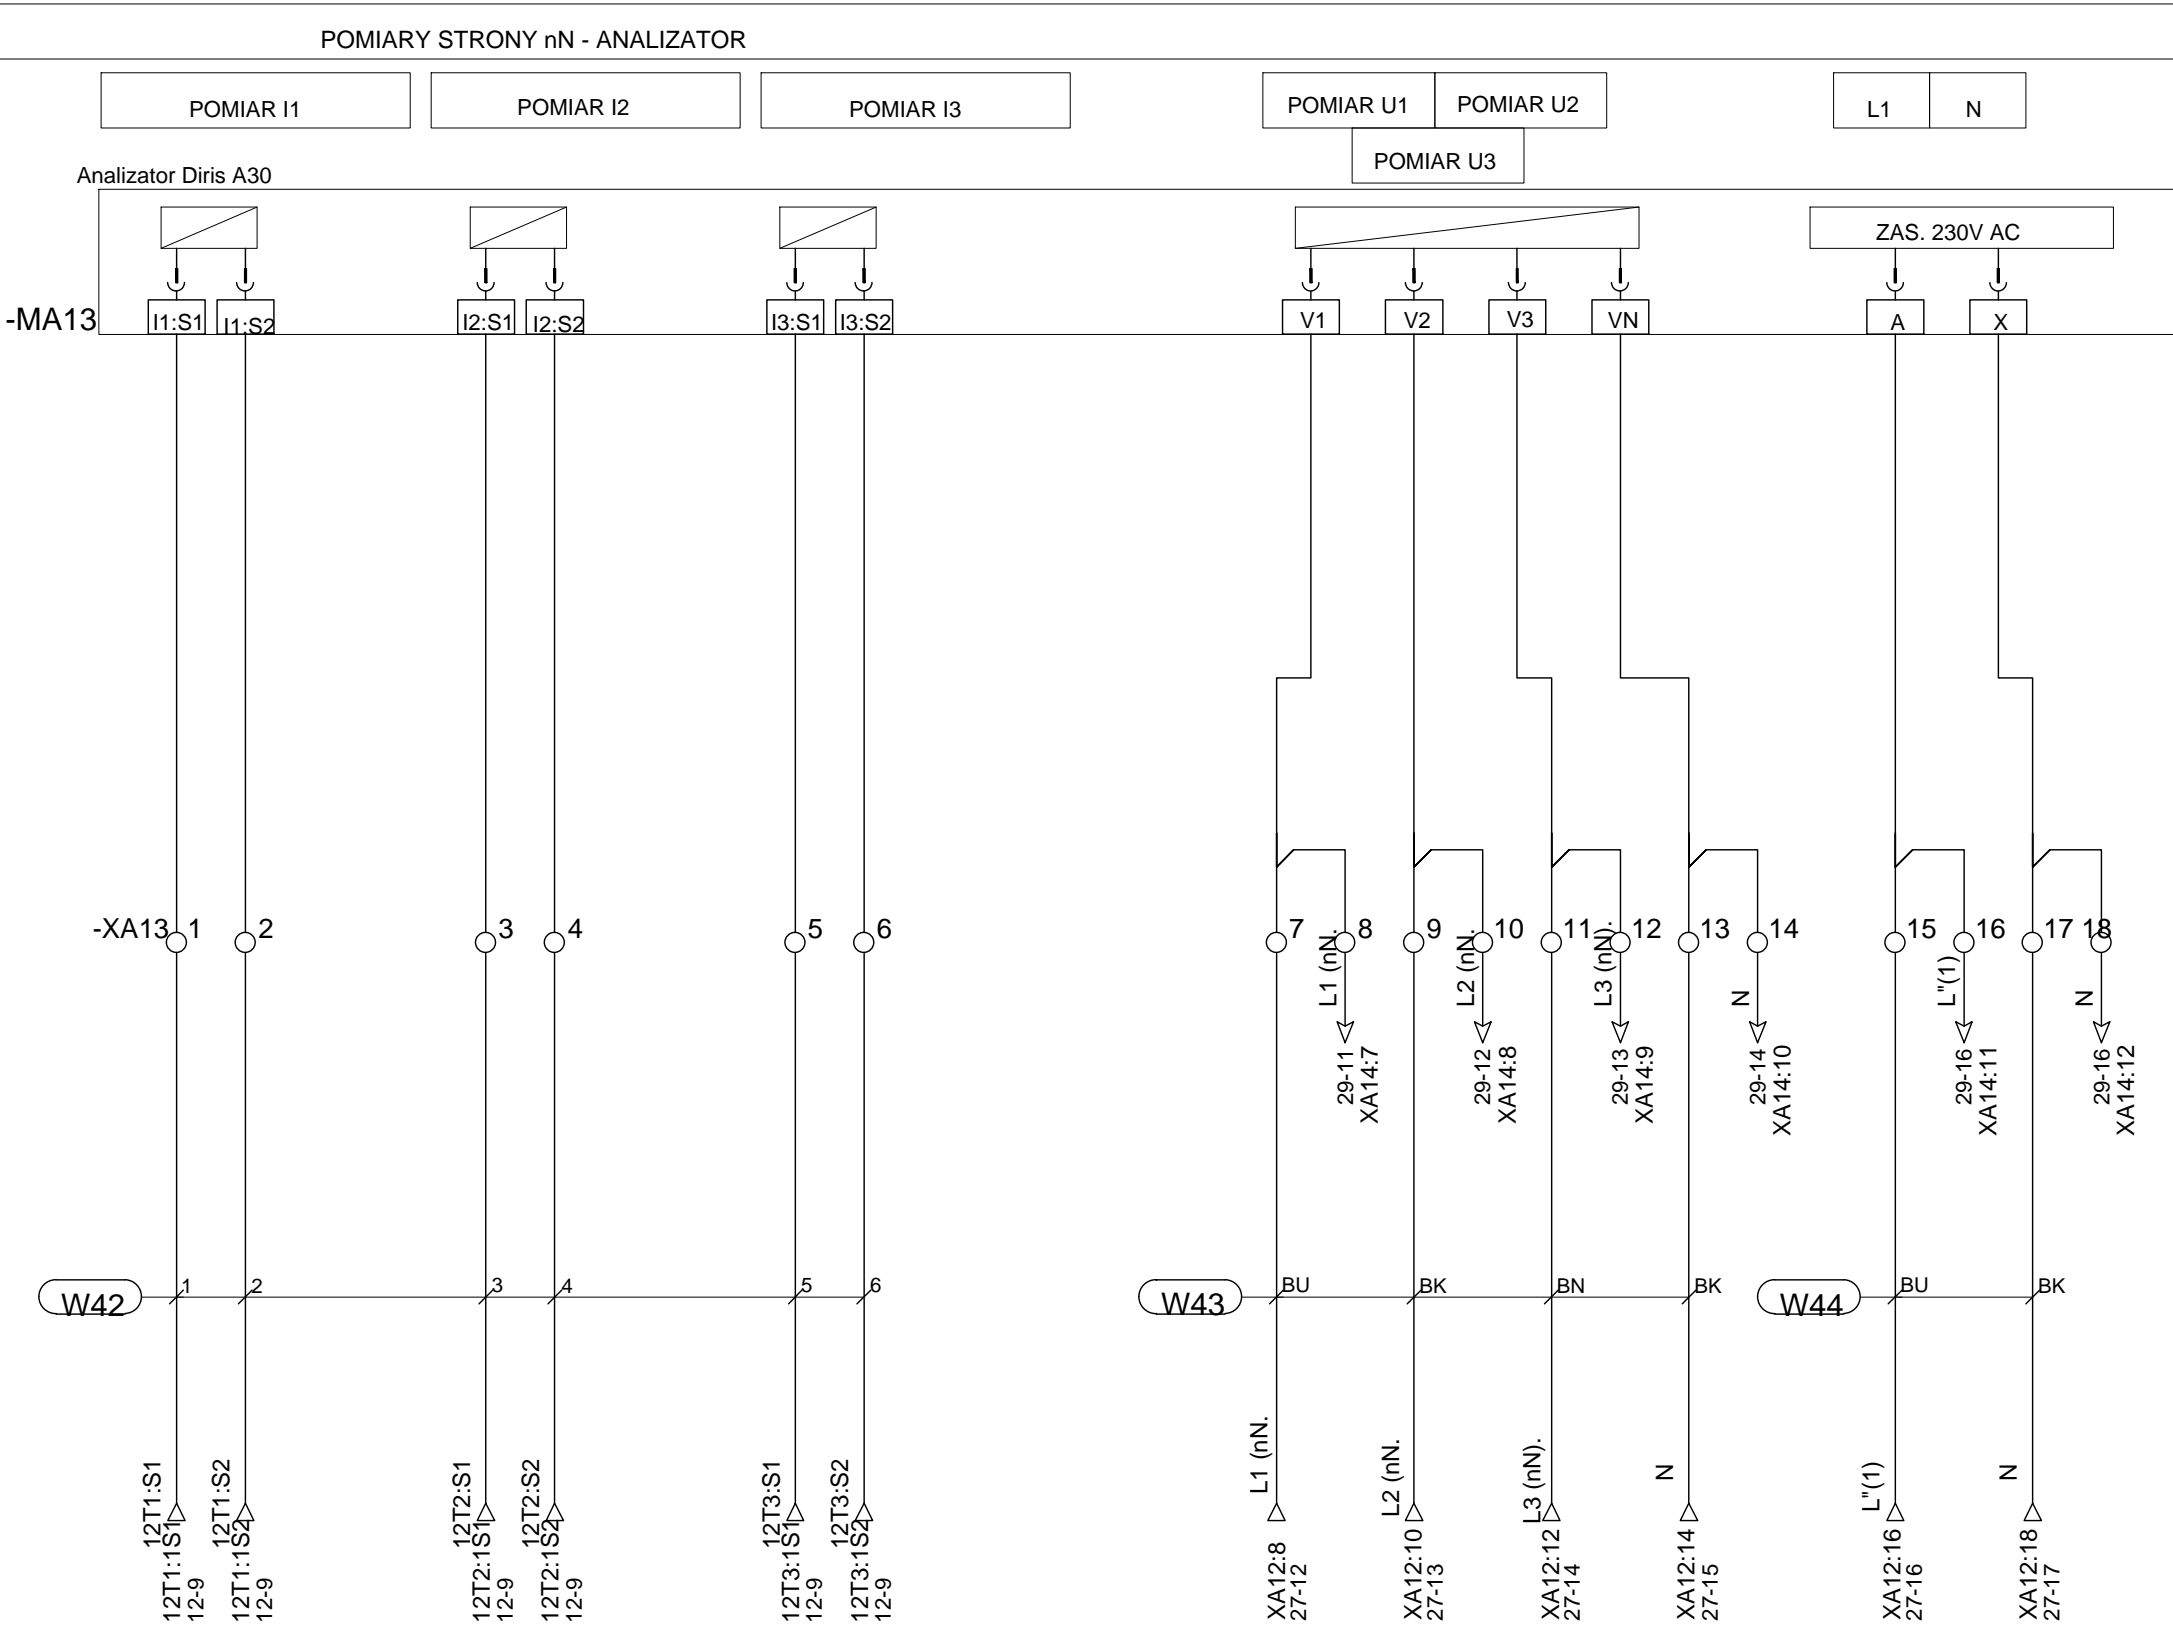 POMIARY STRONY nN - ANALIZATOR
POMIAR I1
POMIAR I2
POMIAR I3
POMIAR U1
POMIAR U2
L1
N
POMIAR U3
Analizator Diris A30
ZAS. 230V AC
-MA13
I1:S1
I1:S2
I2:S1
I2:S2
I3:S1
I3:S2
V1
V2
V3
VN
A
X
-XA13
1
2
3
4
5
6
7
8
9
10
11
12
13
14
15
16
17
18
L1 (nN.
L2 (nN.
L3 (nN).
N
L"(1)
N
29-11
XA14:7
29-12
XA14:8
29-13
XA14:9
29-14
XA14:10
29-16
XA14:11
29-16
XA14:12
W42
1
2
3
4
5
6
W43
BU
BK
BN
BK
W44
BU
BK
12T1:S1
12T1:S2
12T2:S1
12T2:S2
12T3:S1
12T3:S2
L1 (nN.
L2 (nN.
L3 (nN).
N
L"(1)
N
12T1:1S1
12-9
12T1:1S2
12-9
12T2:1S1
12-9
12T2:1S2
12-9
12T3:1S1
12-9
12T3:1S2
12-9
XA12:8
27-12
XA12:10
27-13
XA12:12
27-14
XA12:14
27-15
XA12:16
27-16
XA12:18
27-17